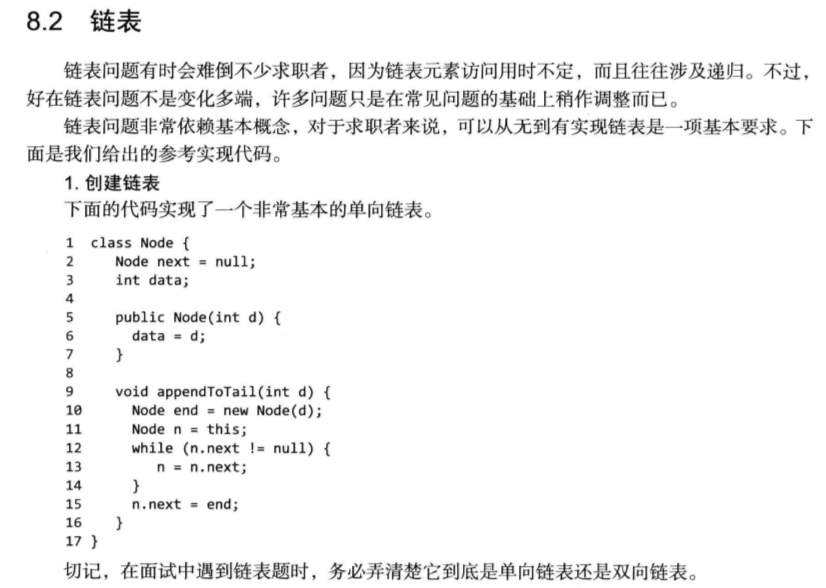 8.2 链表
链表问题有时会难倒不少求职者，因为链表元素访问用时不定，而且往往涉及递归。不过，
好在链表问题不是变化多端，许多问题只是在常见问题的基础上稍作调整而已。
链表问题非常依赖基本概念，对于求职者来说，可以从无到有实现链表是一项基本要求。下
面是我们给出的参考实现代码。
1. 创建链表
下面的代码实现了一个非常基本的单向链表。
1 class Node {
2 Node next = null;
3 int data;
4
5 public Node(int d) {
6 data = d;
7 }
8
9 void appendToTail(int d) {
10 Node end = new Node(d);
11 Node n = this;
12 while (n.next != null) {
13 n = n.next;
14 }
15 n.next = end;
16 }
17 }
切记，在面试中遇到链表题时，务必弄清楚它到底是单向链表还是双向链表。